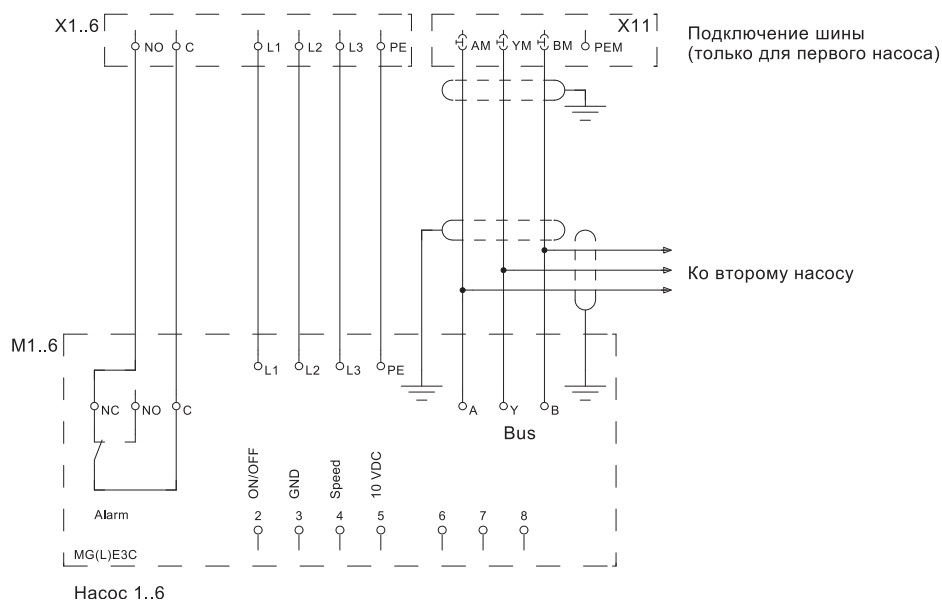 X1..6
X11
NO C L1 L2 L3 PE AM YM BM PEM
Подключение шины
(только для первого насоса)
Ко второму насосу
M1..6
L1 L2 L3 PE
NC NO C A Y B
Bus
ON/OFF GND Speed 10 VDC
Alarm 2 3 4 5 6 7 8
MG(L)E3C
Насос 1..6